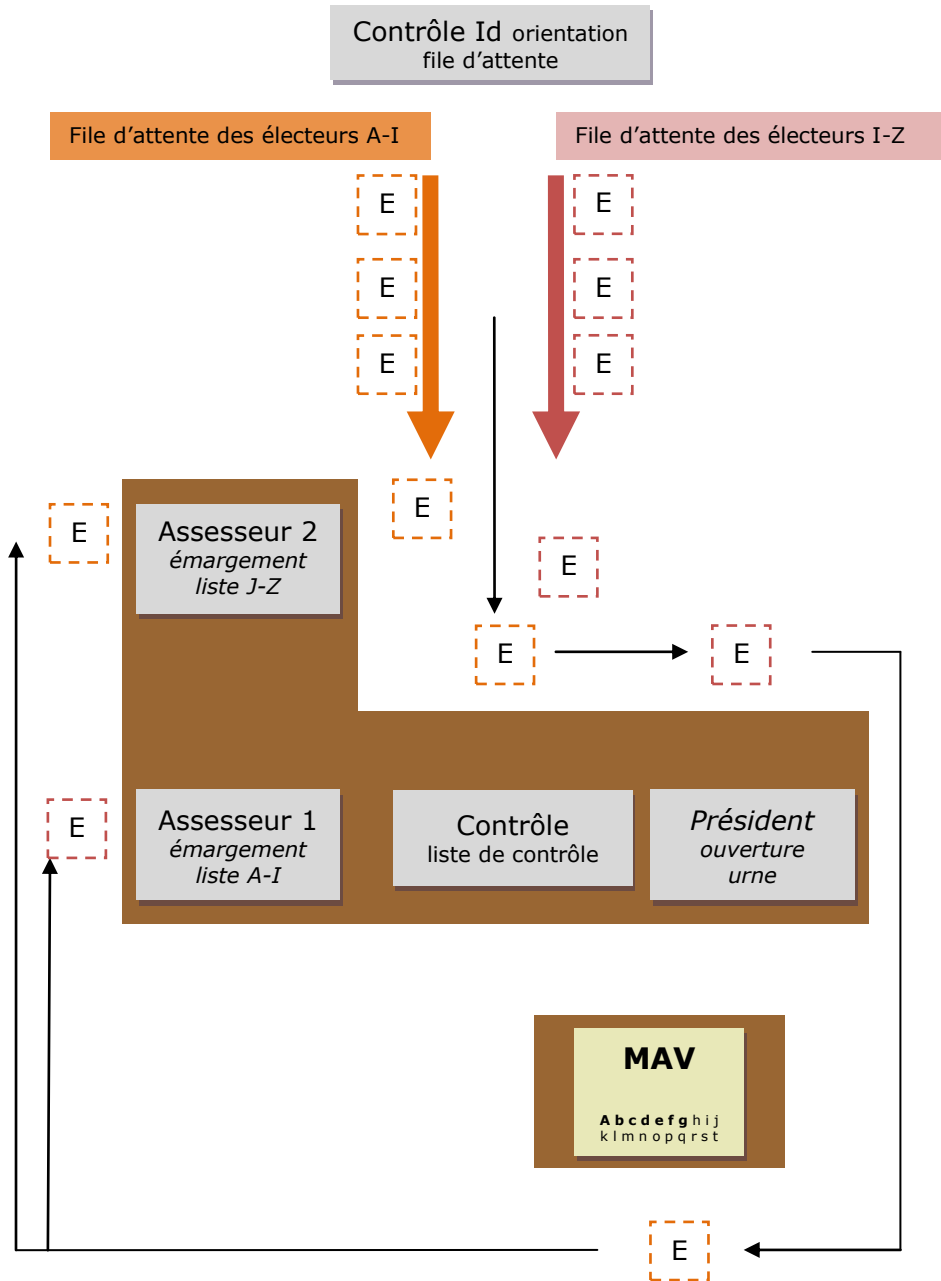 Contrôle Id orientation
file d'attente
File d'attente des électeurs A-I
File d'attente des électeurs I-Z
E
E
E
E
E
E
E
E
Assesseur 2
émargement
liste J-Z
E
E
E
E
Assesseur 1
émargement
liste A-I
Contrôle
liste de contrôle
Président
ouverture
urne
MAV
A b c d e f g h i j
k l m n o p q r s t
E